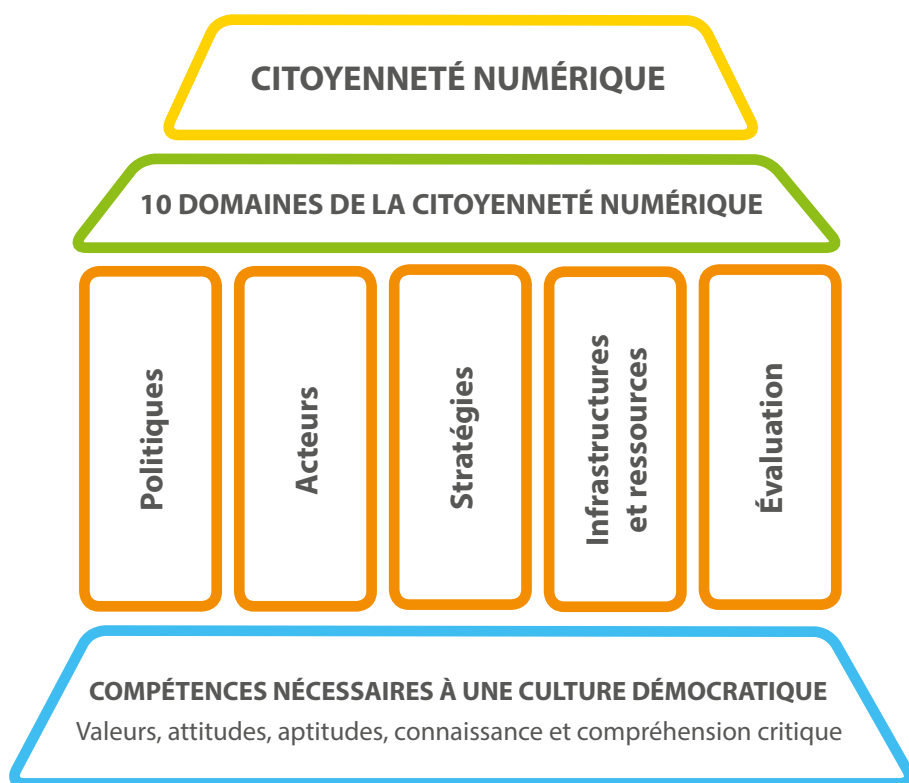 CITOYENNETÉ NUMÉRIQUE
10 DOMAINES DE LA CITOYENNETÉ NUMÉRIQUE
Politiques
Acteurs
Stratégies
Infrastructures
et ressources
Évaluation
COMPÉTENCES NÉCESSAIRES À UNE CULTURE DÉMOCRATIQUE
Valeurs, attitudes, aptitudes, connaissance et compréhension critique